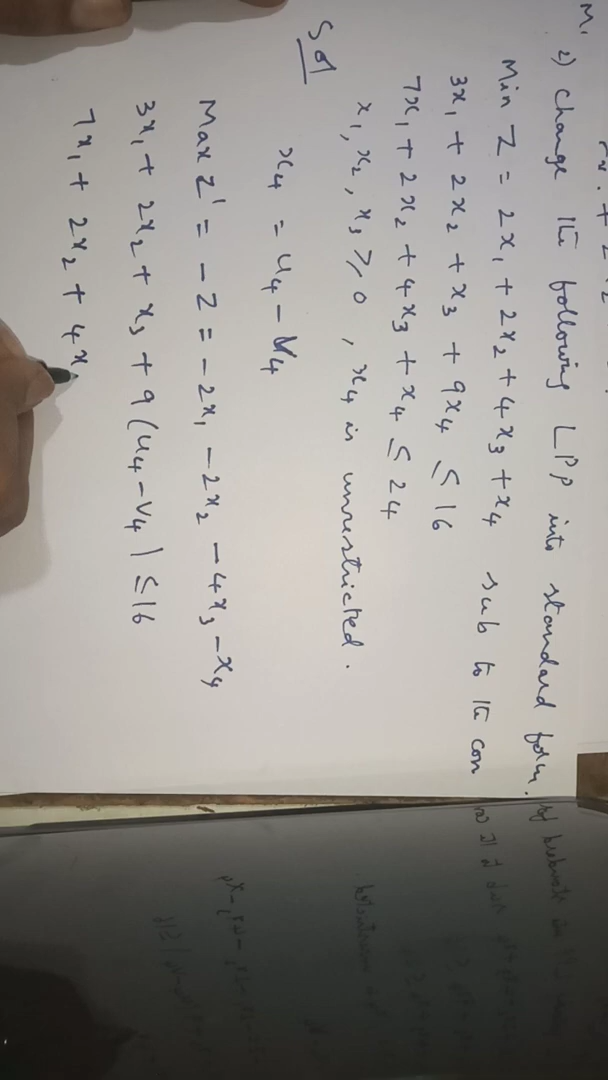 2) Change the following LPP into standard form.
Min Z = 2x₁ + 2x₂ + 4x₃ + x₄ sub to the con
3x₁ + 2x₂ + x₃ + 9x₄ ≤ 16
7x₁ + 2x₂ + 4x₃ + x₄ ≤ 24
x₁, x₂, x₃ ≥ 0, x₄ is unrestricted.
Sol
x₄ = u₄ - v₄
Max Z' = -Z = -2x₁ - 2x₂ - 4x₃ - x₄
3x₁ + 2x₂ + x₃ + 9(u₄-v₄) ≤ 16
7x₁ + 2x₂ + 4x